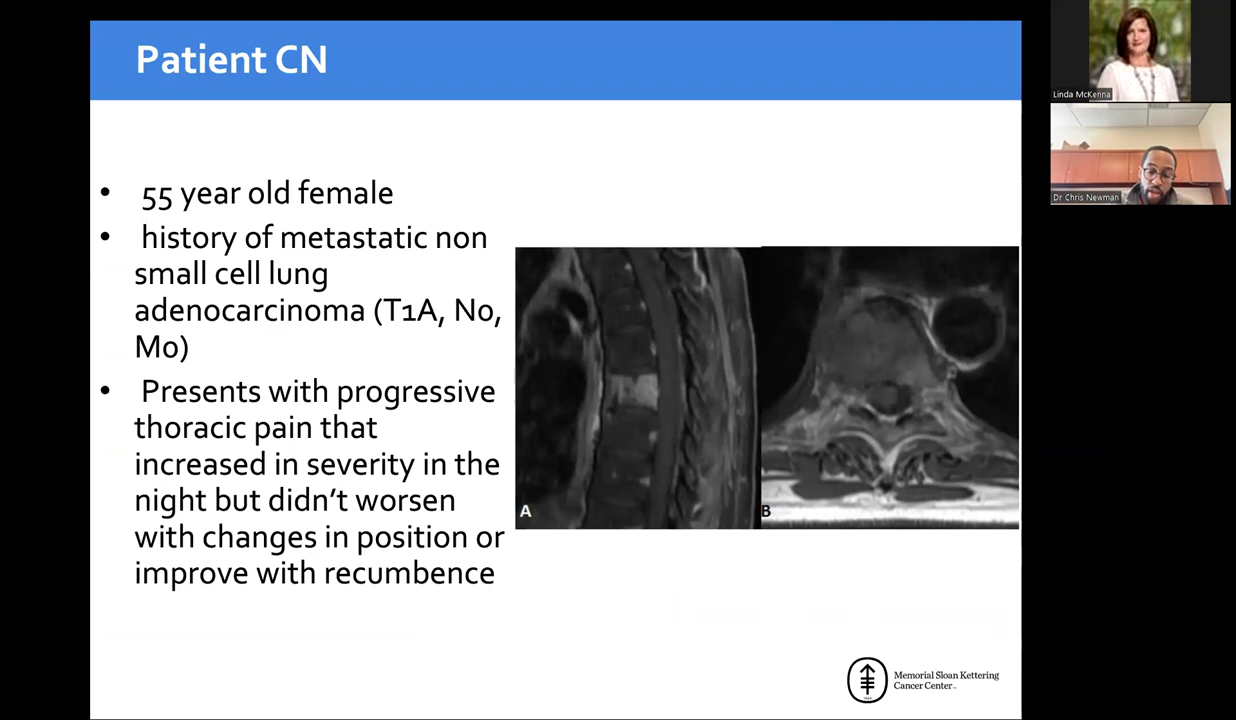 Patient CN
• 55 year old female
• history of metastatic non
small cell lung
adenocarcinoma (T1A, N0,
M0)
• Presents with progressive
thoracic pain that
increased in severity in the
night but didn't worsen
with changes in position or
improve with recumbence
A
B
Memorial Sloan Kettering
Cancer Center
Linda McKenna
Dr Chris Newman